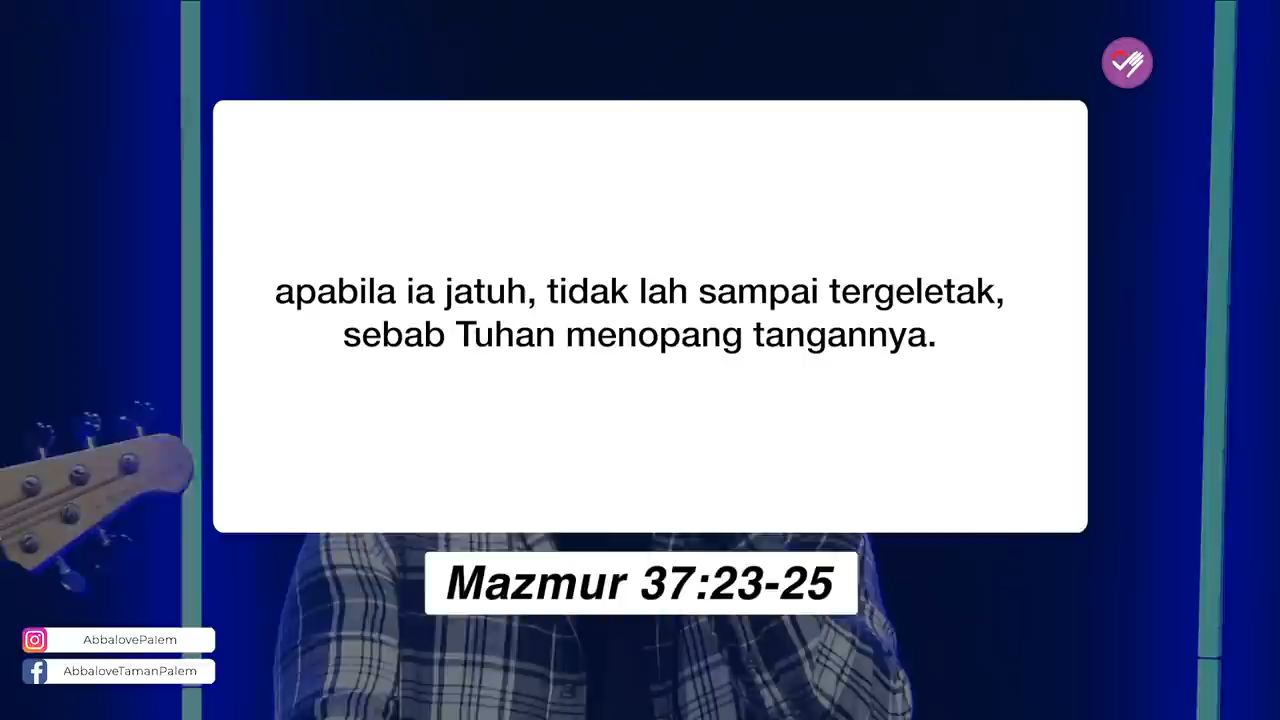 apabila ia jatuh, tidak lah sampai tergeletak,
sebab Tuhan menopang tangannya.
Mazmur 37:23-25
AbbalovePalem
AbbaloveTamanPalem